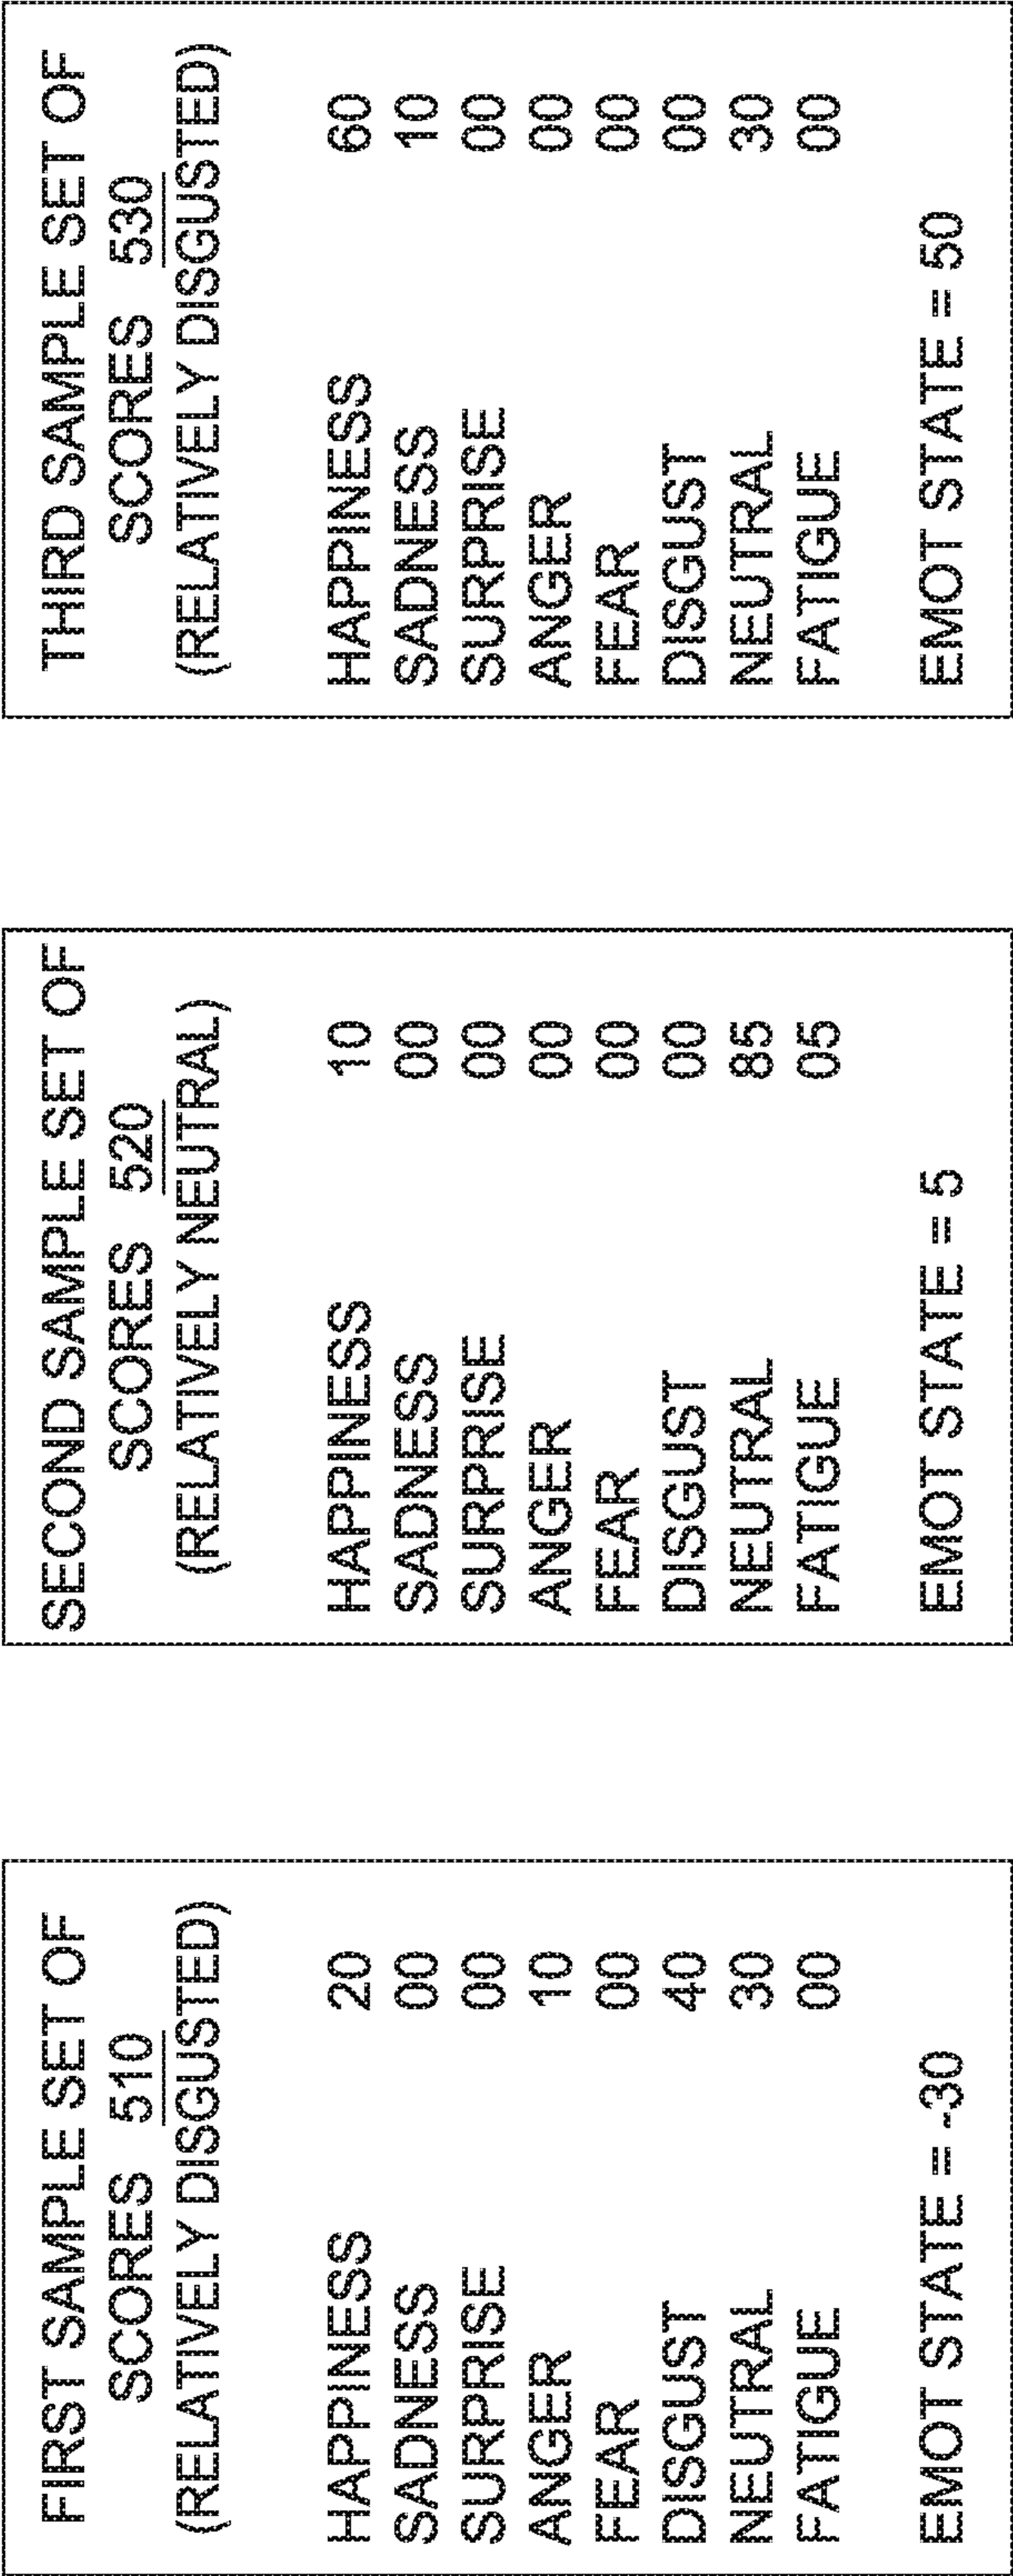 FIRST SAMPLE SET OF
SCORES 510
(RELATIVELY DISGUSTED)
HAPPINESS 20
SADNESS 00
SURPRISE 00
ANGER 10
FEAR 00
DISGUST 40
NEUTRAL 30
FATIGUE 00
EMOT STATE = -30
SECOND SAMPLE SET OF
SCORES 520
(RELATIVELY NEUTRAL)
HAPPINESS 10
SADNESS 00
SURPRISE 00
ANGER 00
FEAR 00
DISGUST 00
NEUTRAL 85
FATIGUE 05
EMOT STATE = 5
THIRD SAMPLE SET OF
SCORES 530
(RELATIVELY DISGUSTED)
HAPPINESS 60
SADNESS 10
SURPRISE 00
ANGER 00
FEAR 00
DISGUST 00
NEUTRAL 30
FATIGUE 00
EMOT STATE = 50